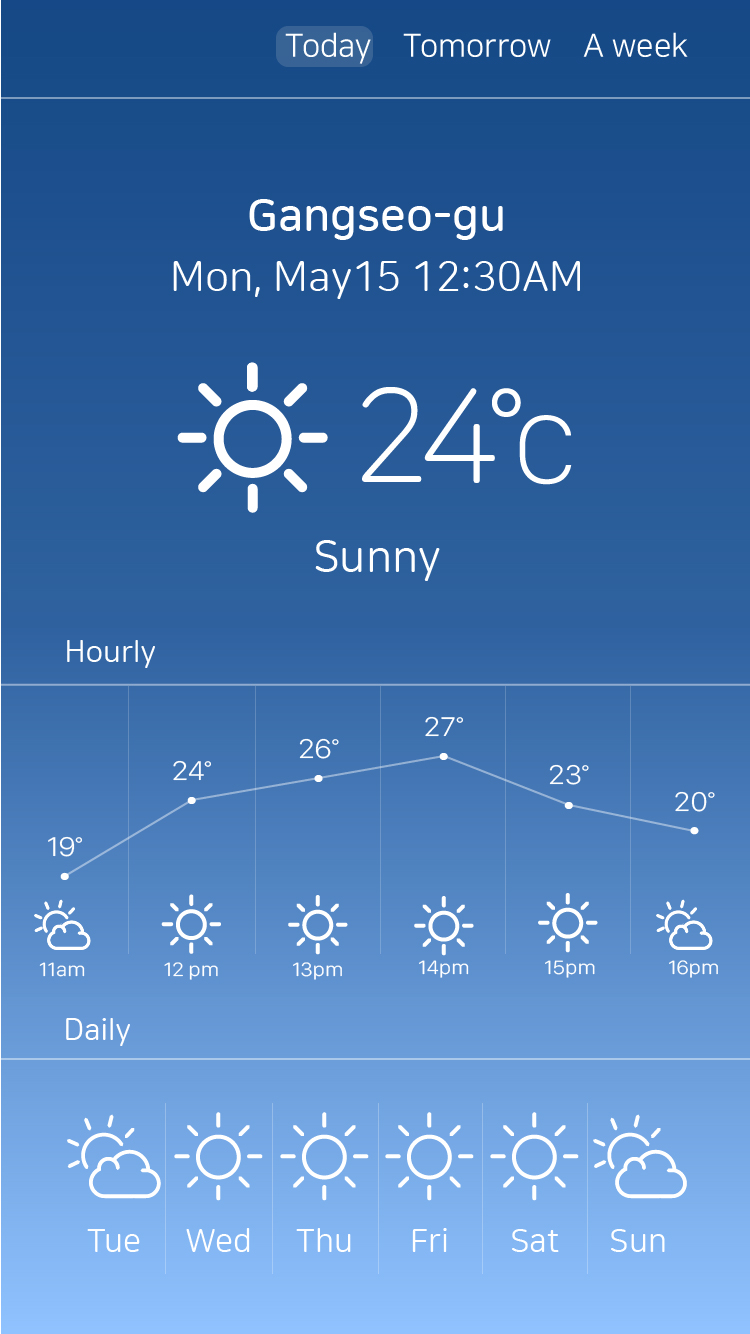 Today Tomorrow A week
Gangseo-gu
Mon, May15 12:30AM
24°c
Sunny
Hourly
19° 24° 26° 27° 23° 20°
11am 12 pm 13pm 14pm 15pm 16pm
Daily
Tue Wed Thu Fri Sat Sun